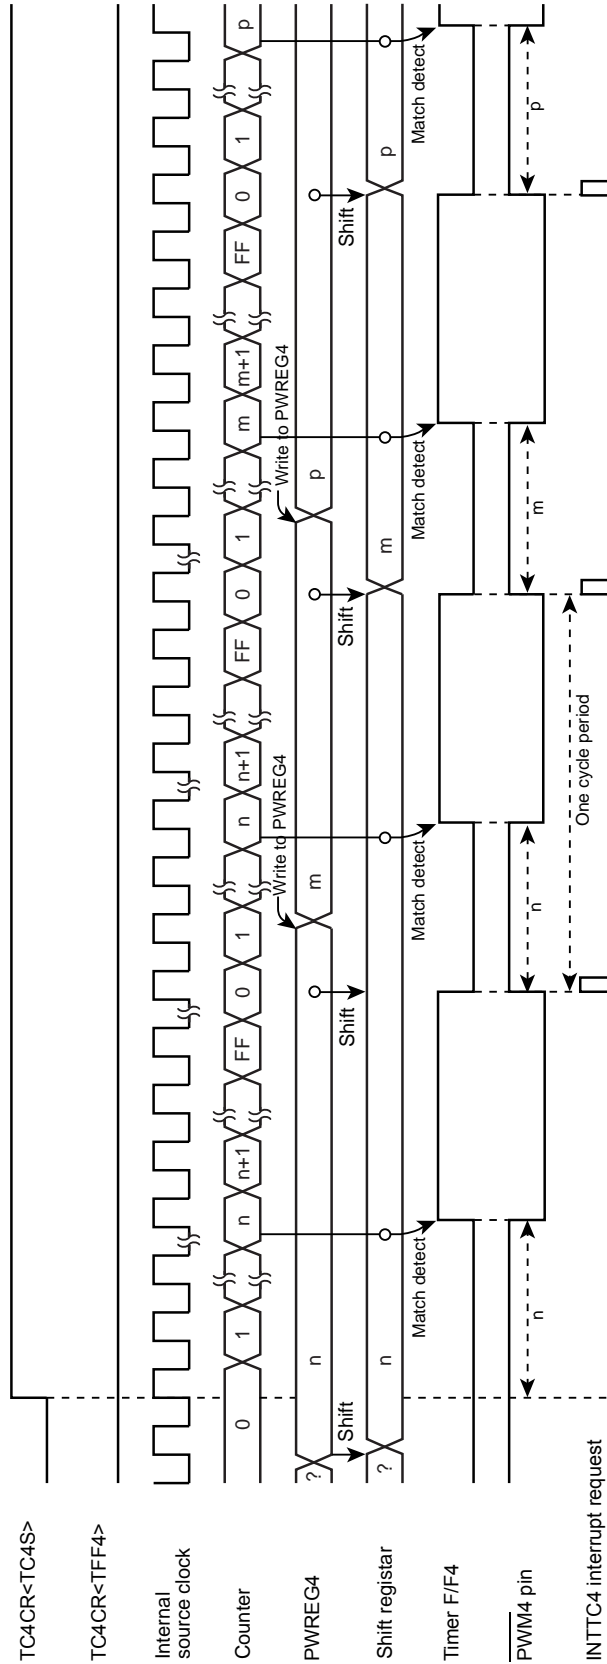 TC4CR<TC4S>
TC4CR<TFF4>
Internal
source clock
Counter
0
1
n
n+1
FF
0
1
n
n+1
FF
0
1
m
m+1
FF
0
1
p
Write to PWREG4
Write to PWREG4
PWREG4
?
n
m
p
Shift
Shift
Shift
Shift
Shift registar
?
n
m
p
Match detect
Match detect
Match detect
Match detect
Timer F/F4
PWM4 pin
n
n
m
p
One cycle period
INTTC4 interrupt request